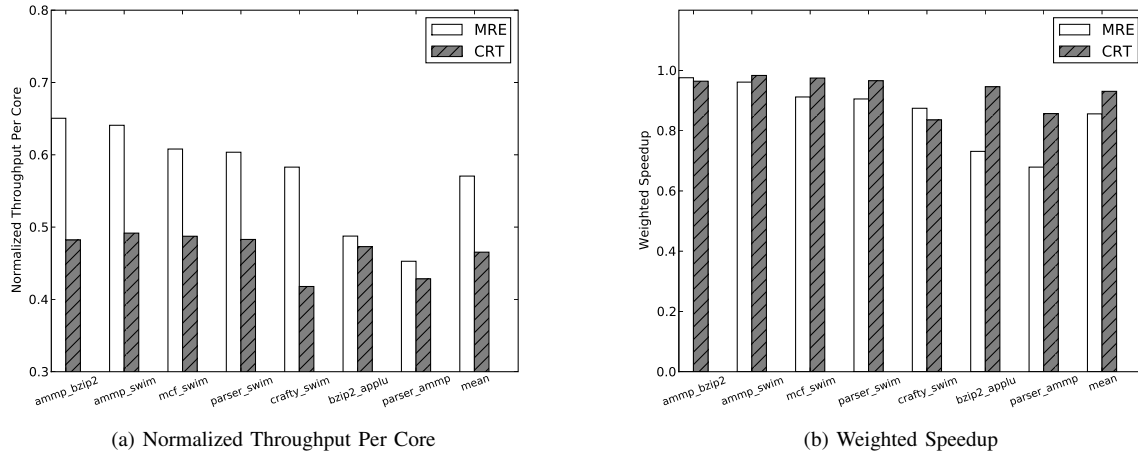 0.8
0.7
0.6
0.5
0.4
0.3
Normalized Throughput Per Core
MRE
CRT
ammp_bzip2
ammp_swim
mcf_swim
parser_swim
crafty_swim
bzip2_applu
parser_ammp
mean
(a) Normalized Throughput Per Core
1.0
0.8
0.6
0.4
0.2
0.0
Weighted Speedup
MRE
CRT
ammp_bzip2
ammp_swim
mcf_swim
parser_swim
crafty_swim
bzip2_applu
parser_ammp
mean
(b) Weighted Speedup